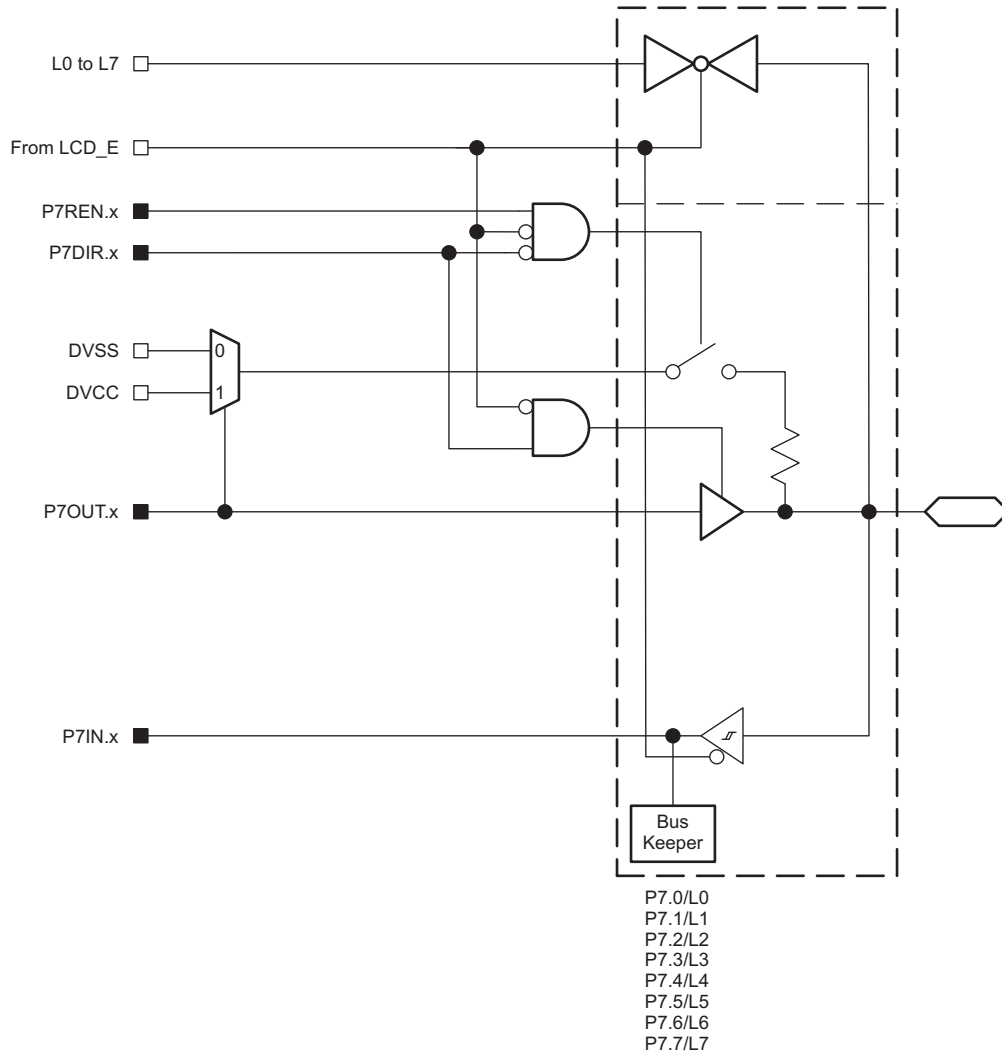 L0 to L7
From LCD_E
P7REN.x
P7DIR.x
DVSS
0
DVCC
1
P7OUT.x
P7IN.x
Bus
Keeper
P7.0/L0
P7.1/L1
P7.2/L2
P7.3/L3
P7.4/L4
P7.5/L5
P7.6/L6
P7.7/L7